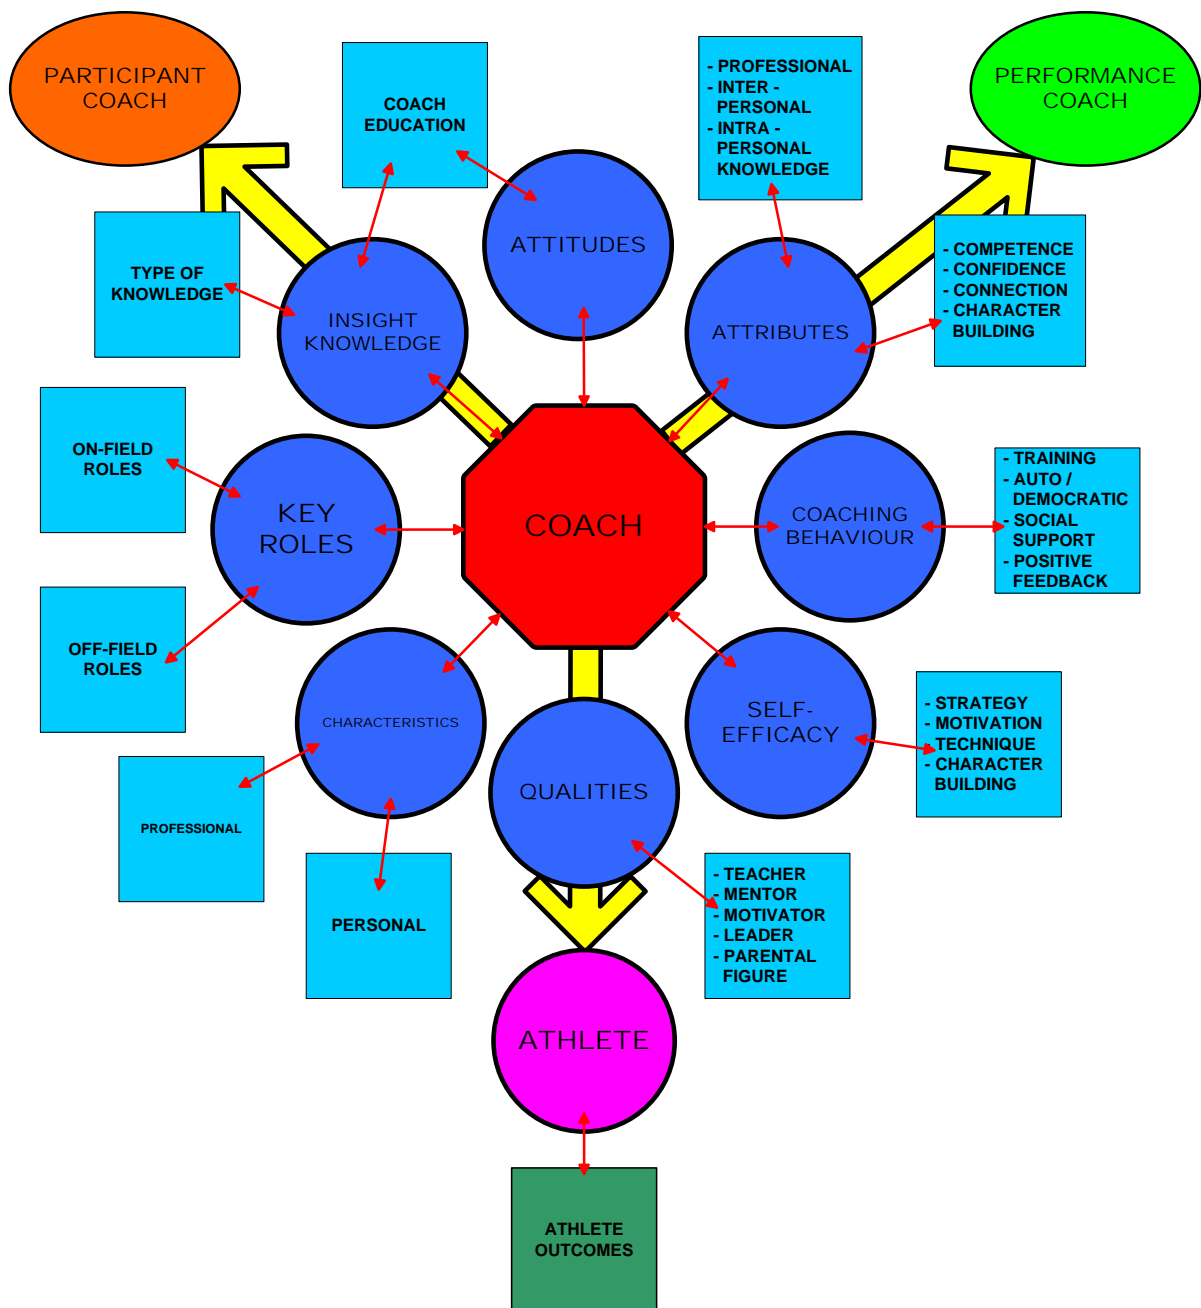 PARTICIPANT
COACH
COACH
EDUCATION
- PROFESSIONAL
- INTER -
PERSONAL
- INTRA -
PERSONAL
KNOWLEDGE
PERFORMANCE
COACH
ATTITUDES
TYPE OF
KNOWLEDGE
INSIGHT
KNOWLEDGE
ATTRIBUTES
- COMPETENCE
- CONFIDENCE
- CONNECTION
- CHARACTER
BUILDING
ON-FIELD
ROLES
KEY
ROLES
COACH
COACHING
BEHAVIOUR
- TRAINING
- AUTO /
DEMOCRATIC
- SOCIAL
SUPPORT
- POSITIVE
FEEDBACK
OFF-FIELD
ROLES
CHARACTERISTICS
SELF-
EFFICACY
- STRATEGY
- MOTIVATION
- TECHNIQUE
- CHARACTER
BUILDING
QUALITIES
PROFESSIONAL
PERSONAL
- TEACHER
- MENTOR
- MOTIVATOR
- LEADER
- PARENTAL
FIGURE
ATHLETE
ATHLETE
OUTCOMES